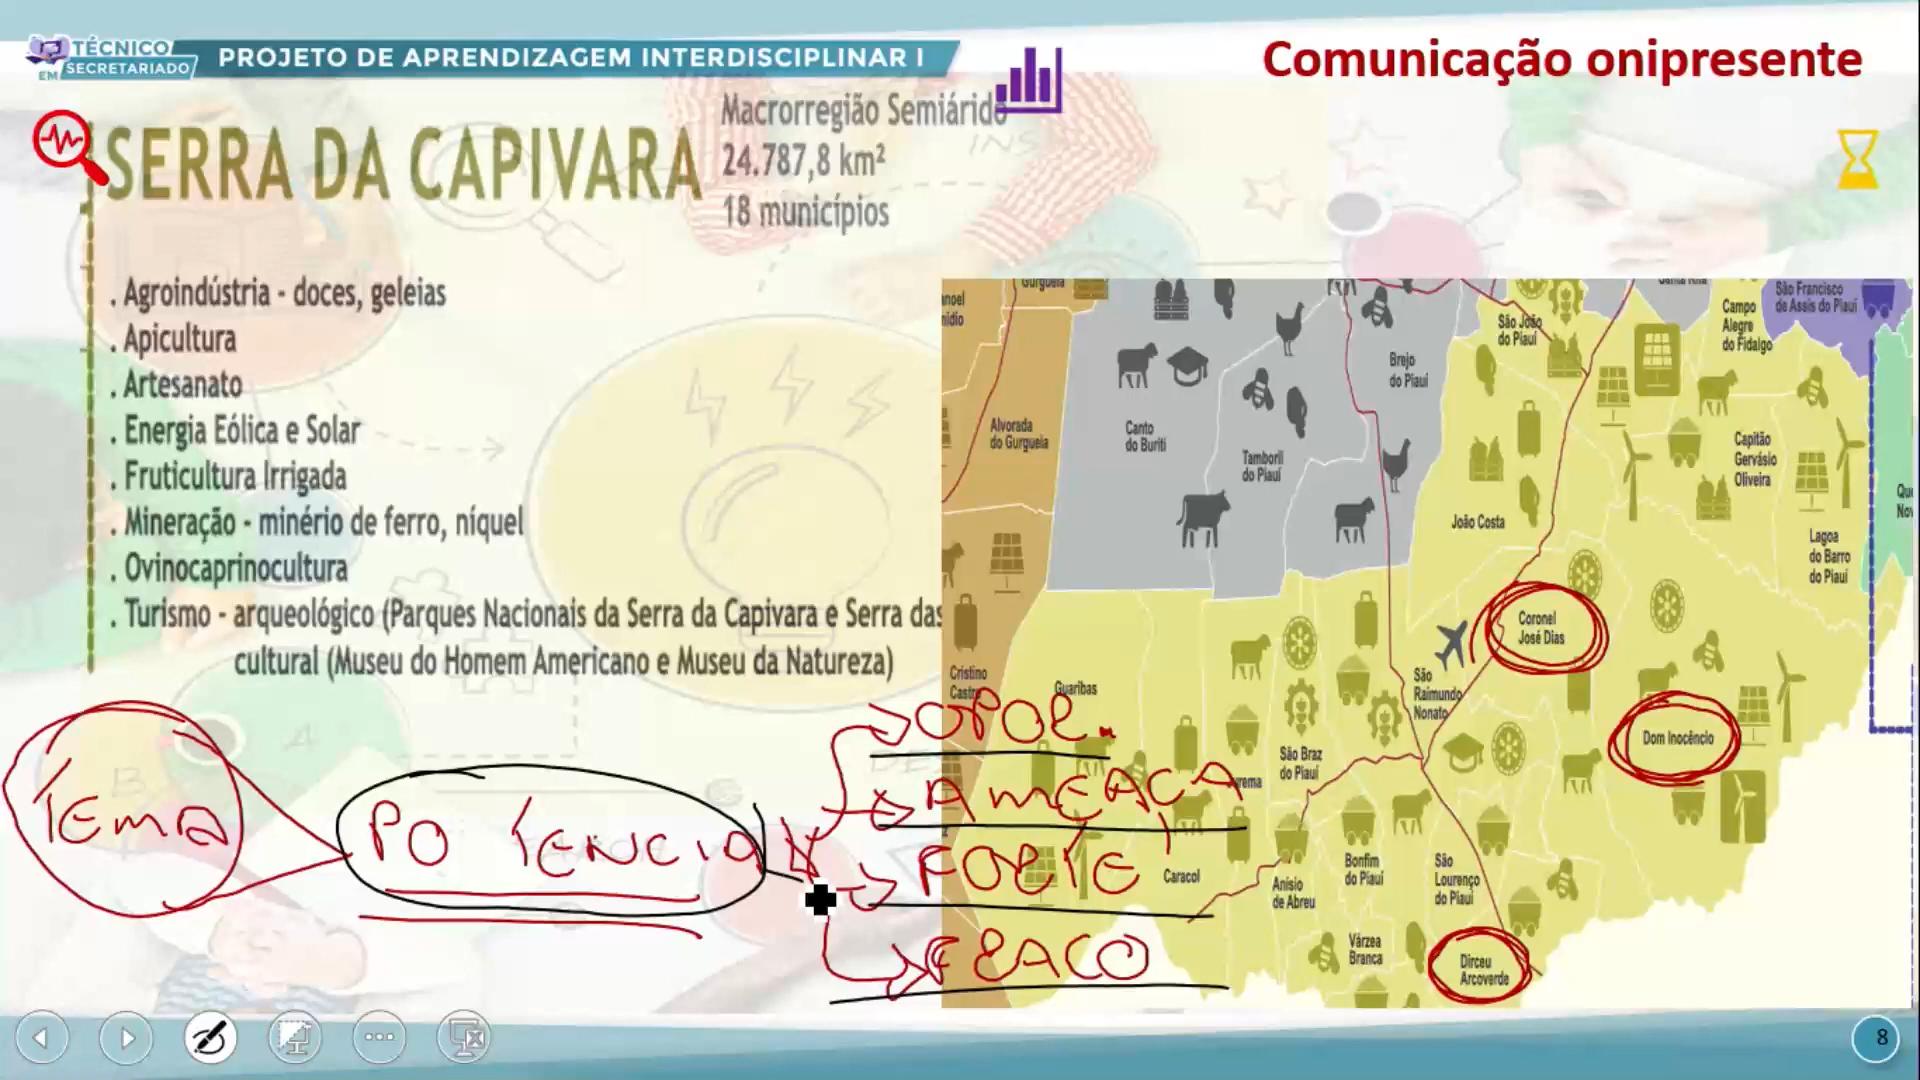 TÉCNICO
EM SECRETARIADO
PROJETO DE APRENDIZAGEM INTERDISCIPLINAR I
Comunicação onipresente
SERRA DA CAPIVARA
Macrorregião Semiárido
24.787,8 km²
18 municípios
. Agroindústria - doces, geleias
. Apicultura
. Artesanato
. Energia Eólica e Solar
. Fruticultura Irrigada
. Mineração - minério de ferro, níquel
. Ovinocaprinocultura
. Turismo - arqueológico (Parques Nacionais da Serra da Capivara e Serra das
cultural (Museu do Homem Americano e Museu da Natureza)
Gurgueia
São Francisco
de Assis do Piauí
Campo
Alegre
do Fidalgo
São João
do Piauí
Brejo
do Piauí
Alvorada
do Gurgueia
Canto
do Buriti
Tamboril
do Piauí
Capitão
Gervásio
Oliveira
João Costa
Lagoa
do Barro
do Piauí
Coronel
José Dias
Cristino
Guaribas
São
Raimundo
Nonato
Dom Inocêncio
São Braz
do Piauí
Caracol
Anísio
de Abreu
Bonfim
do Piauí
São
Lourenço
do Piauí
Várzea
Branca
Dirceu
Arcoverde
TEMA
POTENCIA
OPOR.
AMEAÇA
FORTE
FRACO
8